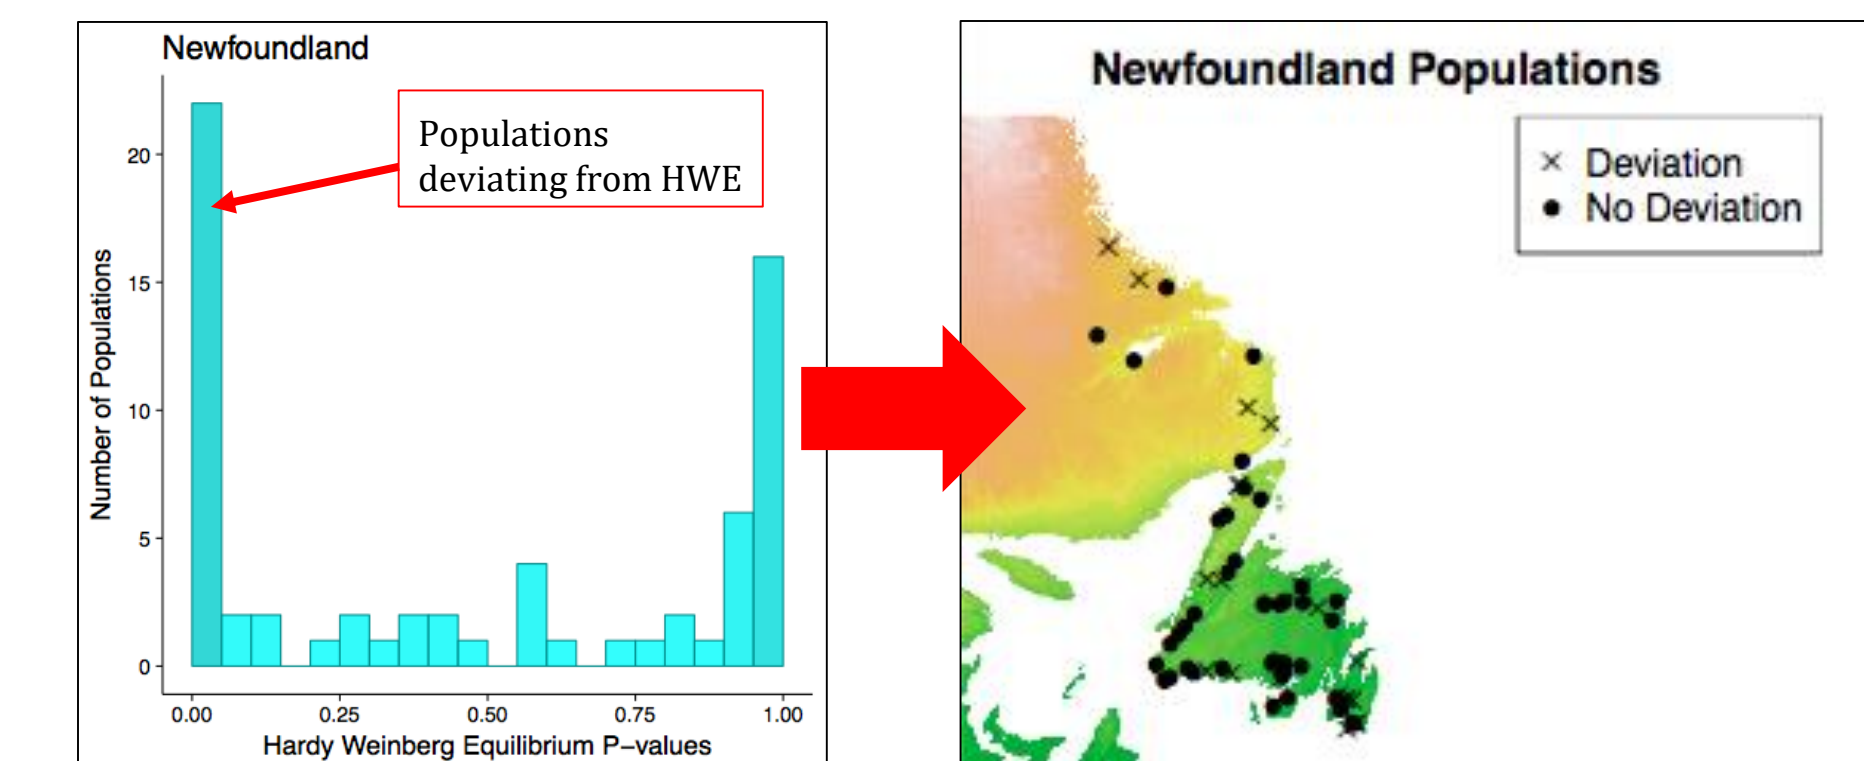 Newfoundland
Populations
deviating from HWE
20
15
10
5
0
Number of Populations
0.00 0.25 0.50 0.75 1.00
Hardy Weinberg Equilibrium P−values
Newfoundland Populations
× Deviation
● No Deviation